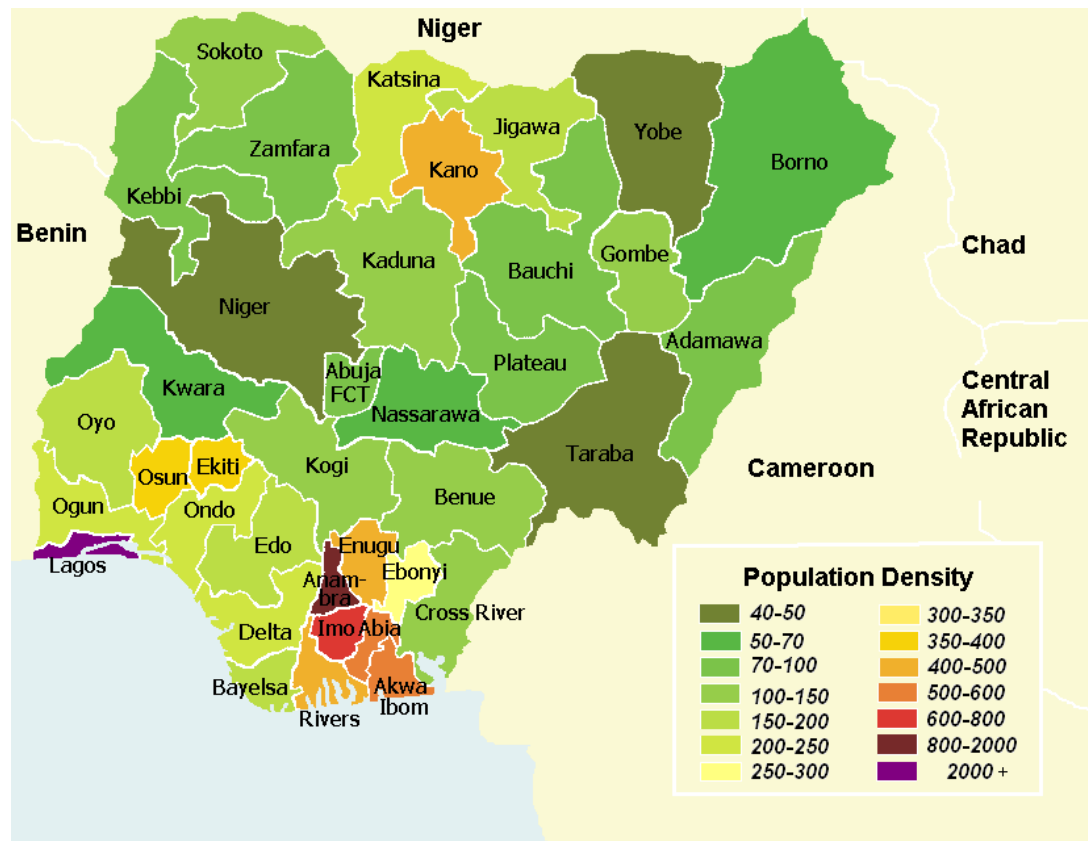 Niger
Sokoto
Katsina
Jigawa
Yobe
Zamfara
Kano
Borno
Kebbi
Benin
Chad
Kaduna
Gombe
Bauchi
Niger
Adamawa
Plateau
Abuja
FCT
Kwara
Nassarawa
Central
African
Republic
Oyo
Taraba
Cameroon
Osun
Ekiti
Kogi
Benue
Ogun
Ondo
Edo
Enugu
Lagos
Ebonyi
Anam-
bra
Cross River
Delta
Imo
Abia
Bayelsa
Akwa
Ibom
Rivers
Population Density
40-50
50-70
70-100
100-150
150-200
200-250
250-300
300-350
350-400
400-500
500-600
600-800
800-2000
2000 +